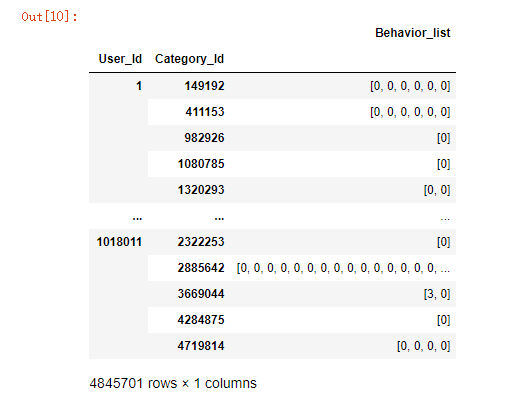 Out[10]:
Behavior_list
User_Id Category_Id
1 149192 [0, 0, 0, 0, 0, 0]
411153 [0, 0, 0, 0, 0, 0]
982926 [0]
1080785 [0]
1320293 [0, 0]
... ... ...
1018011 2322253 [0]
2885642 [0, 0, 0, 0, 0, 0, 0, 0, 0, 0, 0, 0, 0, 0, 0, ...
3669044 [3, 0]
4284875 [0]
4719814 [0, 0, 0, 0]
4845701 rows × 1 columns